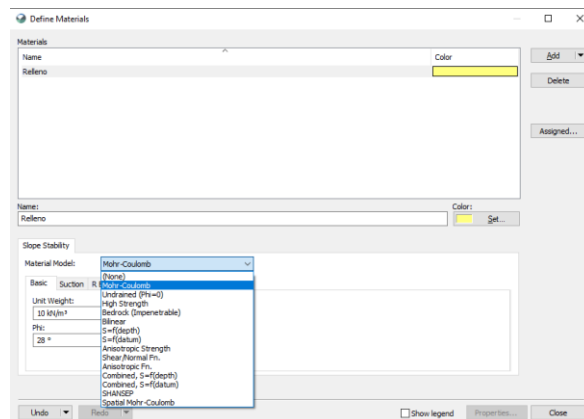 Define Materials
Materials
Name Color
Relleno
Add
Delete
Assigned...
Name: Color:
Relleno Set...
Slope Stability
Material Model: Mohr-Coulomb
(None)
Mohr-Coulomb
Undrained (Phi=0)
High Strength
Bedrock (Impenetrable)
Bilinear
S=f(depth)
S=f(datum)
Anisotropic Strength
Shear/Normal Fn.
Anisotropic Fn.
Combined, S=f(depth)
Combined, S=f(datum)
SHANSEP
Spatial Mohr-Coulomb
Basic Suction R
Unit Weight:
10 kN/m³
Phi:
28 °
Undo Redo Show legend Properties... Close